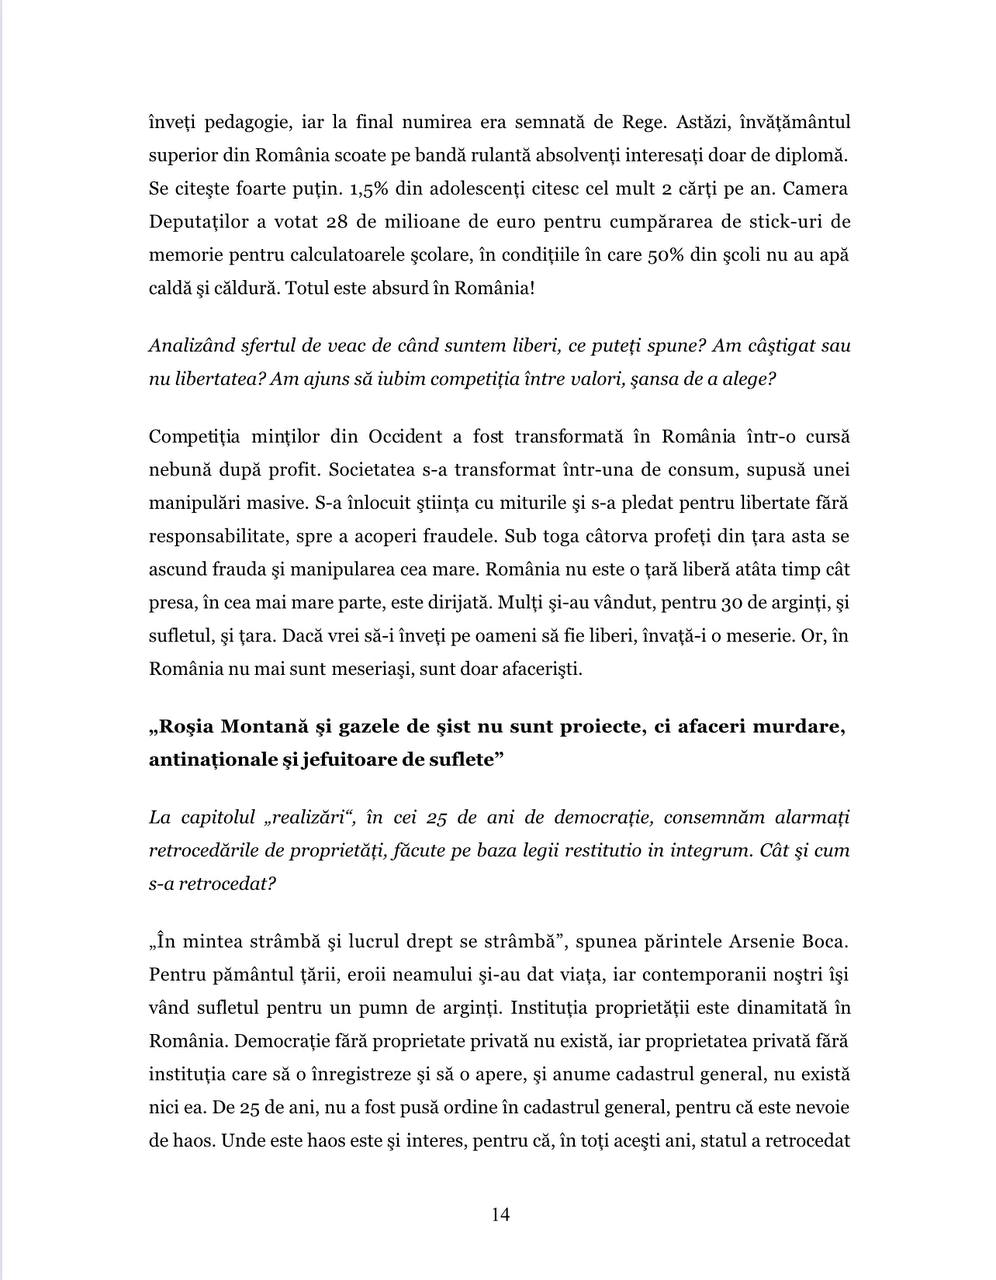 înveţi pedagogie, iar la final numirea era semnată de Rege. Astăzi, învăţământul
superior din România scoate pe bandă rulantă absolvenţi interesaţi doar de diplomă.
Se citeşte foarte puţin. 1,5% din adolescenţi citesc cel mult 2 cărţi pe an. Camera
Deputaţilor a votat 28 de milioane de euro pentru cumpărarea de stick-uri de
memorie pentru calculatoarele şcolare, în condiţiile în care 50% din şcoli nu au apă
caldă şi căldură. Totul este absurd în România!
Analizând sfertul de veac de când suntem liberi, ce puteţi spune? Am câştigat sau
nu libertatea? Am ajuns să iubim competiţia între valori, şansa de a alege?
Competiţia minţilor din Occident a fost transformată în România într-o cursă
nebună după profit. Societatea s-a transformat într-una de consum, supusă unei
manipulări masive. S-a înlocuit ştiinţa cu miturile şi s-a pledat pentru libertate fără
responsabilitate, spre a acoperi fraudele. Sub toga câtorva profeţi din ţara asta se
ascund frauda şi manipularea cea mare. România nu este o ţară liberă atâta timp cât
presa, în cea mai mare parte, este dirijată. Mulţi şi-au vândut, pentru 30 de arginţi, şi
sufletul, şi ţara. Dacă vrei să-i înveţi pe oameni să fie liberi, învaţă-i o meserie. Or, în
România nu mai sunt meseriaşi, sunt doar afacerişti.
„Roşia Montană şi gazele de şist nu sunt proiecte, ci afaceri murdare,
antinaţionale şi jefuitoare de suflete”
La capitolul „realizări“, în cei 25 de ani de democraţie, consemnăm alarmaţi
retrocedările de proprietăţi, făcute pe baza legii restitutio in integrum. Cât şi cum
s-a retrocedat?
„În mintea strâmbă şi lucrul drept se strâmbă”, spunea părintele Arsenie Boca.
Pentru pământul ţării, eroii neamului şi-au dat viaţa, iar contemporanii noştri îşi
vând sufletul pentru un pumn de arginţi. Instituţia proprietăţii este dinamitată în
România. Democraţie fără proprietate privată nu există, iar proprietatea privată fără
instituţia care să o înregistreze şi să o apere, şi anume cadastrul general, nu există
nici ea. De 25 de ani, nu a fost pusă ordine în cadastrul general, pentru că este nevoie
de haos. Unde este haos este şi interes, pentru că, în toţi aceşti ani, statul a retrocedat
14